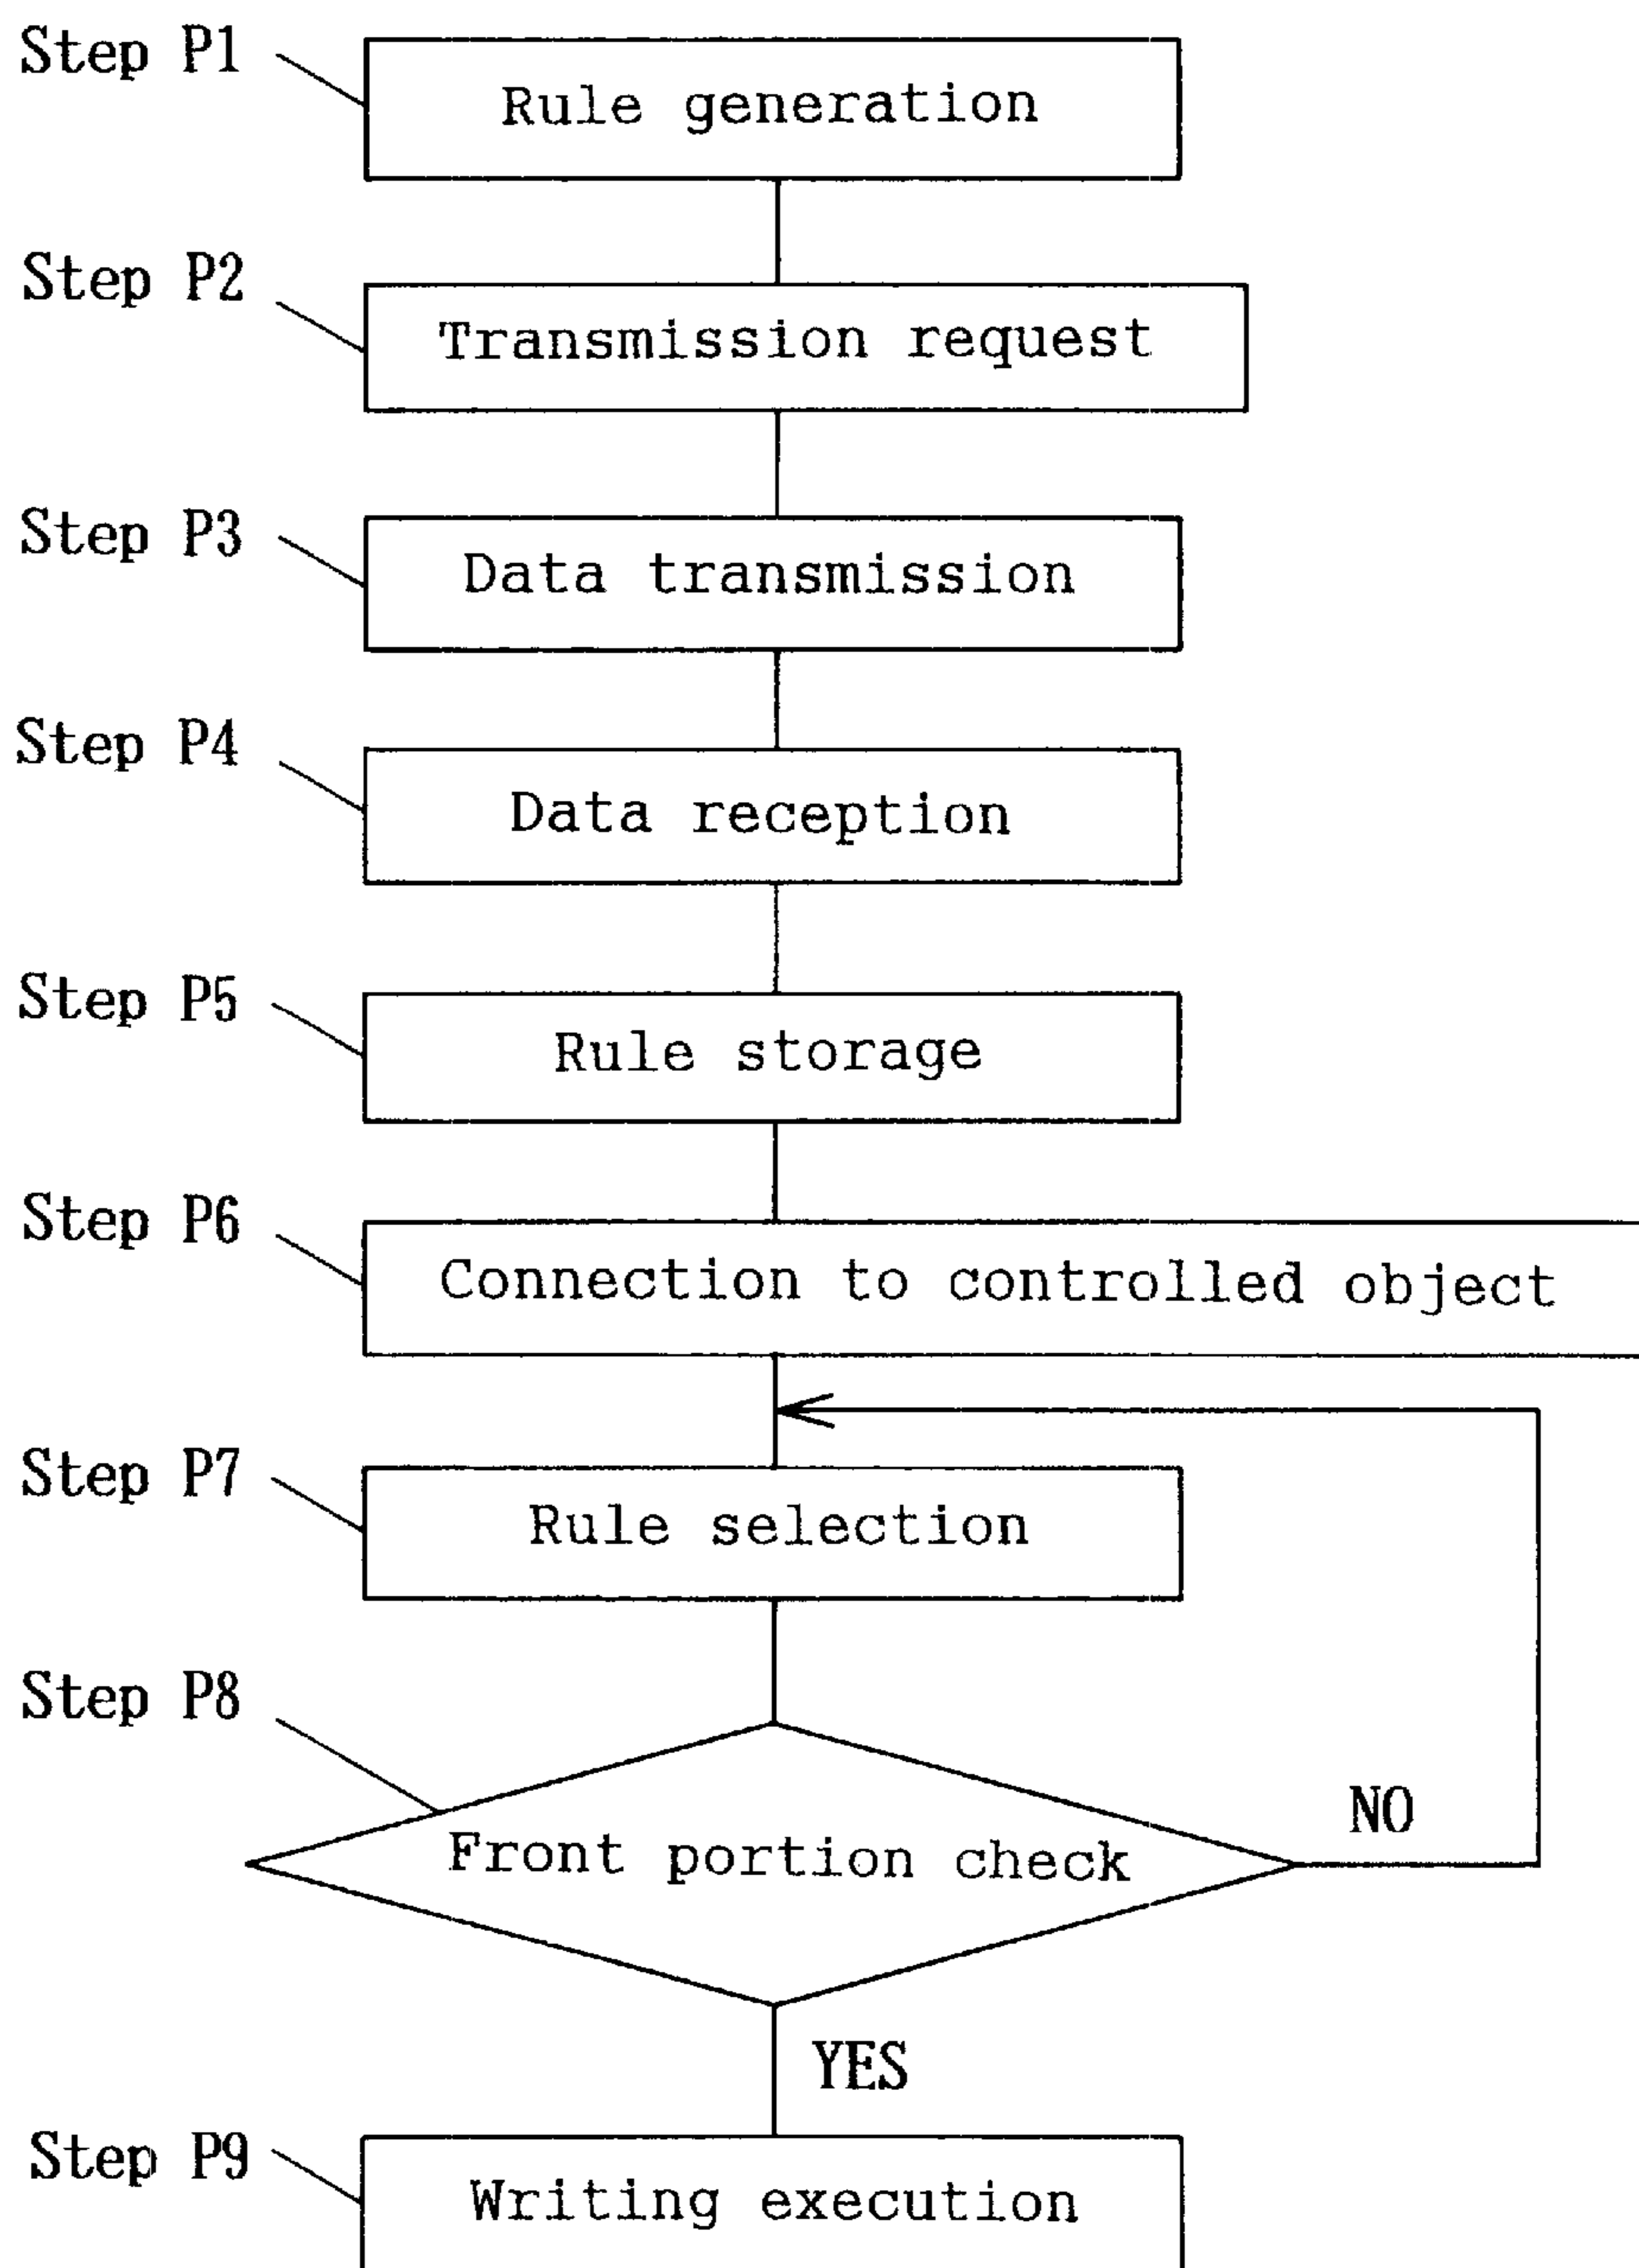 Step P1
Rule generation
Step P2
Transmission request
Step P3
Data transmission
Step P4
Data reception
Step P5
Rule storage
Step P6
Connection to controlled object
Step P7
Rule selection
Step P8
Front portion check
NO
YES
Step P9
Writing execution